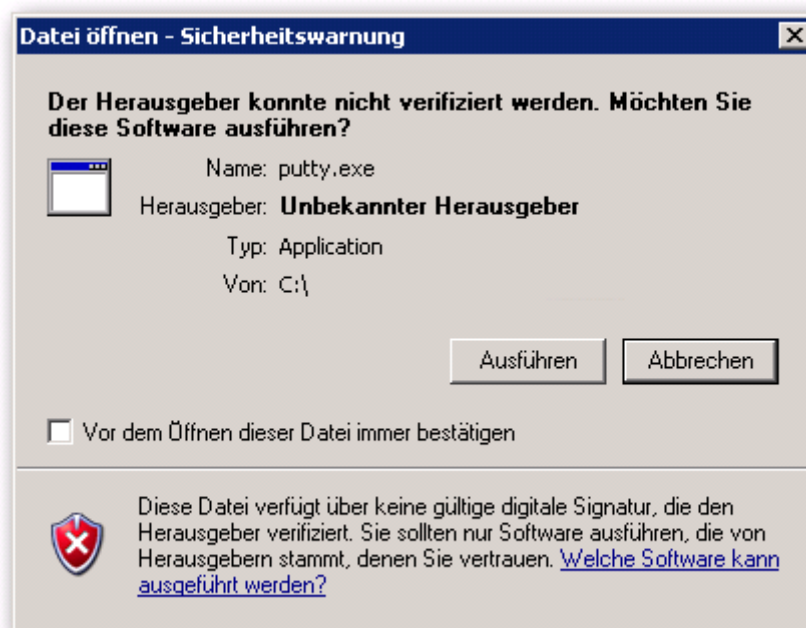 Datei öffnen - Sicherheitswarnung
Der Herausgeber konnte nicht verifiziert werden. Möchten Sie
diese Software ausführen?
Name: putty.exe
Herausgeber: Unbekannter Herausgeber
Typ: Application
Von: C:\
Ausführen Abbrechen
Vor dem Öffnen dieser Datei immer bestätigen
Diese Datei verfügt über keine gültige digitale Signatur, die den
Herausgeber verifiziert. Sie sollten nur Software ausführen, die von
Herausgebern stammt, denen Sie vertrauen. Welche Software kann
ausgeführt werden?